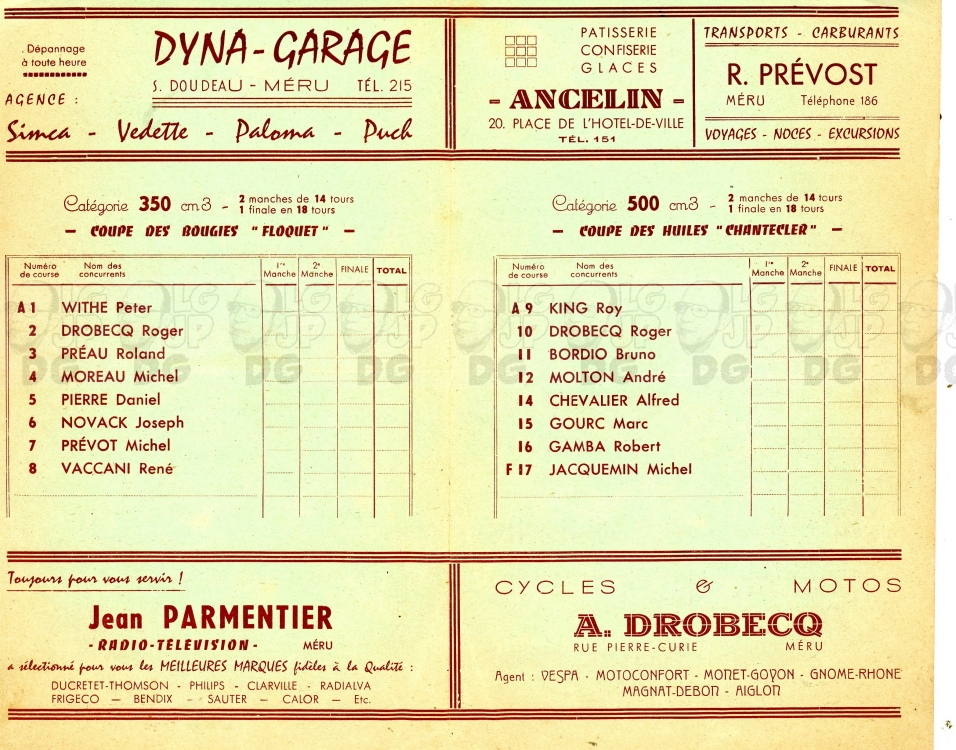 . Dépannage
à toute heure
DYNA-GARAGE
S. DOUDEAU - MÉRU TÉL. 215
AGENCE :
Simca - Vedette - Paloma - Puch
PATISSERIE
CONFISERIE
GLACES
- ANCELIN -
20. PLACE DE L'HOTEL-DE-VILLE
TÉL. 151
TRANSPORTS - CARBURANTS
R. PRÉVOST
MÉRU Téléphone 186
VOYAGES - NOCES - EXCURSIONS
Catégorie 350 cm3 - 2 manches de 14 tours
1 finale en 18 tours
— COUPE DES BOUGIES "FLOQUET" —
Numéro de course Nom des concurrents 1re Manche 2e Manche FINALE TOTAL
A 1 WITHE Peter
2 DROBECQ Roger
3 PRÉAU Roland
4 MOREAU Michel
5 PIERRE Daniel
6 NOVACK Joseph
7 PRÉVOT Michel
8 VACCANI René
Catégorie 500 cm3 - 2 manches de 14 tours
1 finale en 18 tours
— COUPE DES HUILES "CHANTECLER" —
Numéro de course Nom des concurrents 1re Manche 2e Manche FINALE TOTAL
A 9 KING Roy
10 DROBECQ Roger
11 BORDIO Bruno
12 MOLTON André
14 CHEVALIER Alfred
15 GOURC Marc
16 GAMBA Robert
F 17 JACQUEMIN Michel
Toujours pour vous servir !
Jean PARMENTIER
- RADIO-TÉLÉVISION - MÉRU
a sélectionné pour vous les MEILLEURES MARQUES fidèles à la Qualité :
DUCRETET-THOMSON - PHILIPS - CLARVILLE - RADIALVA
FRIGECO — BENDIX — SAUTER — CALOR — Etc.
CYCLES & MOTOS
A. DROBECQ
RUE PIERRE-CURIE MÉRU
Agent : VESPA - MOTOCONFORT - MONET-GOYON - GNOME-RHONE
MAGNAT-DEBON - AIGLON
LG JP DG